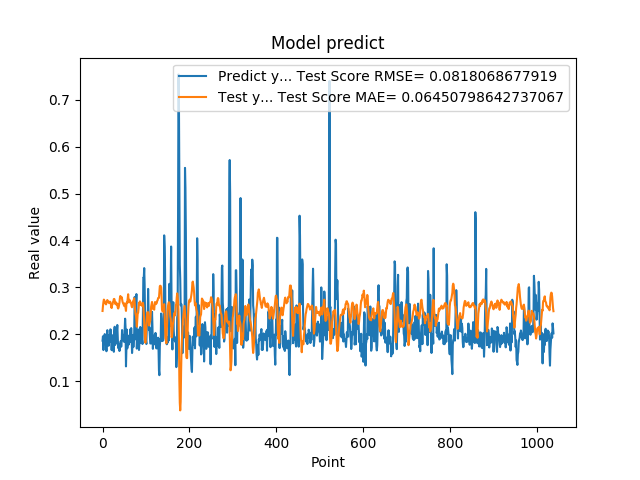 Model predict
Predict y... Test Score RMSE= 0.0818068677919
Test y... Test Score MAE= 0.06450798642737067
Real value
0.7
0.6
0.5
0.4
0.3
0.2
0.1
0 200 400 600 800 1000
Point